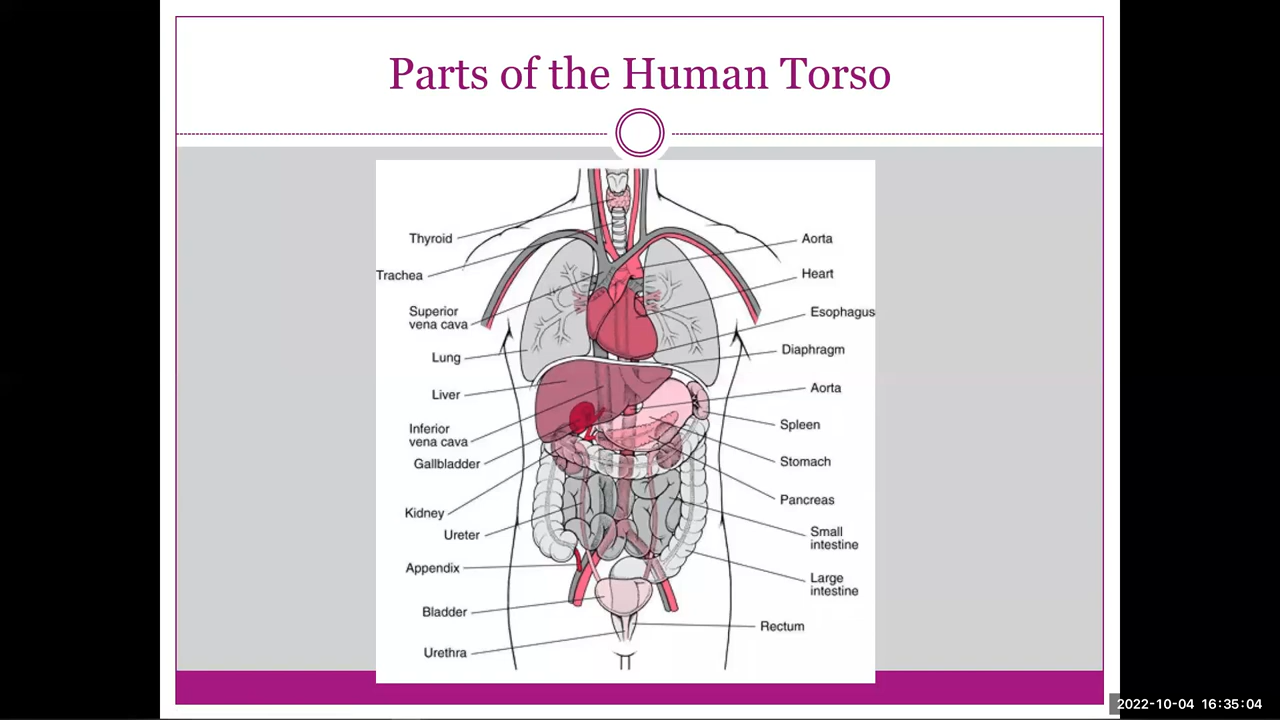 Parts of the Human Torso
Thyroid
Trachea
Superior
vena cava
Lung
Liver
Inferior
vena cava
Gallbladder
Kidney
Ureter
Appendix
Bladder
Urethra
Aorta
Heart
Esophagus
Diaphragm
Aorta
Spleen
Stomach
Pancreas
Small
intestine
Large
intestine
Rectum
2022-10-04 16:35:04